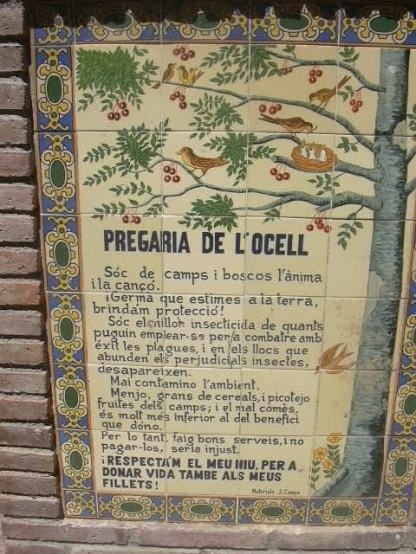 PREGARIA DE L'OCELL
Sóc de camps i boscos l'ànima
i la cançó.
¡Germà que estimes a la terra,
brinda'm protecció!
Sóc el millor insecticida de quants
puguin emplear-se per a combatre amb
éxit les plagues, i en els llocs que
abunden els perjudicials insectes,
desapareixen.
Mai contamino l'ambient.
Menjo, grans de cereals, i picotejo
fruites dels camps; i el mal comès,
és molt més inferior al del benefici
que dóno.
Per lo tant, faig bons serveis, i no
pagar-los, seria injust.
¡RESPECTA'M EL MEU NIU, PER A
DONAR VIDA TAMBE ALS MEUS
FILLETS!